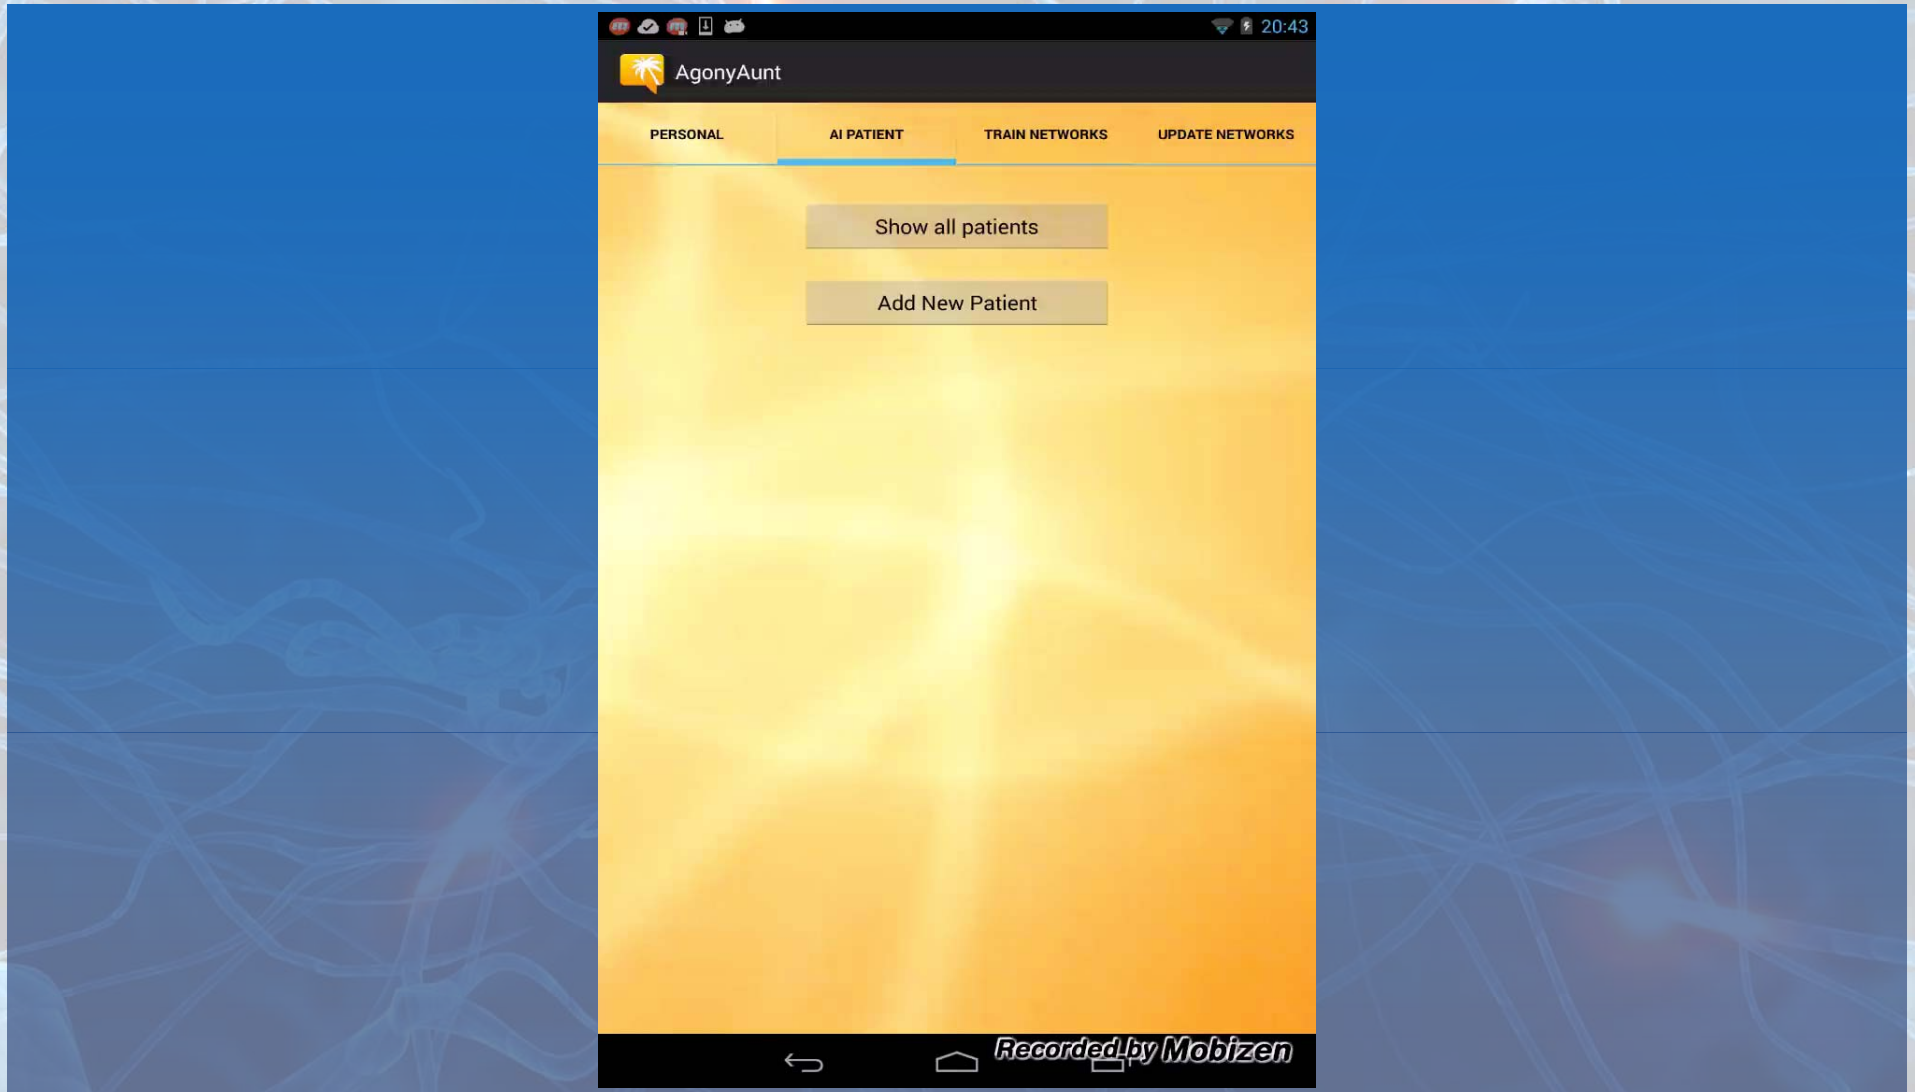 20:43
AgonyAunt
PERSONAL AI PATIENT TRAIN NETWORKS UPDATE NETWORKS
Show all patients
Add New Patient
Recorded by Mobizen